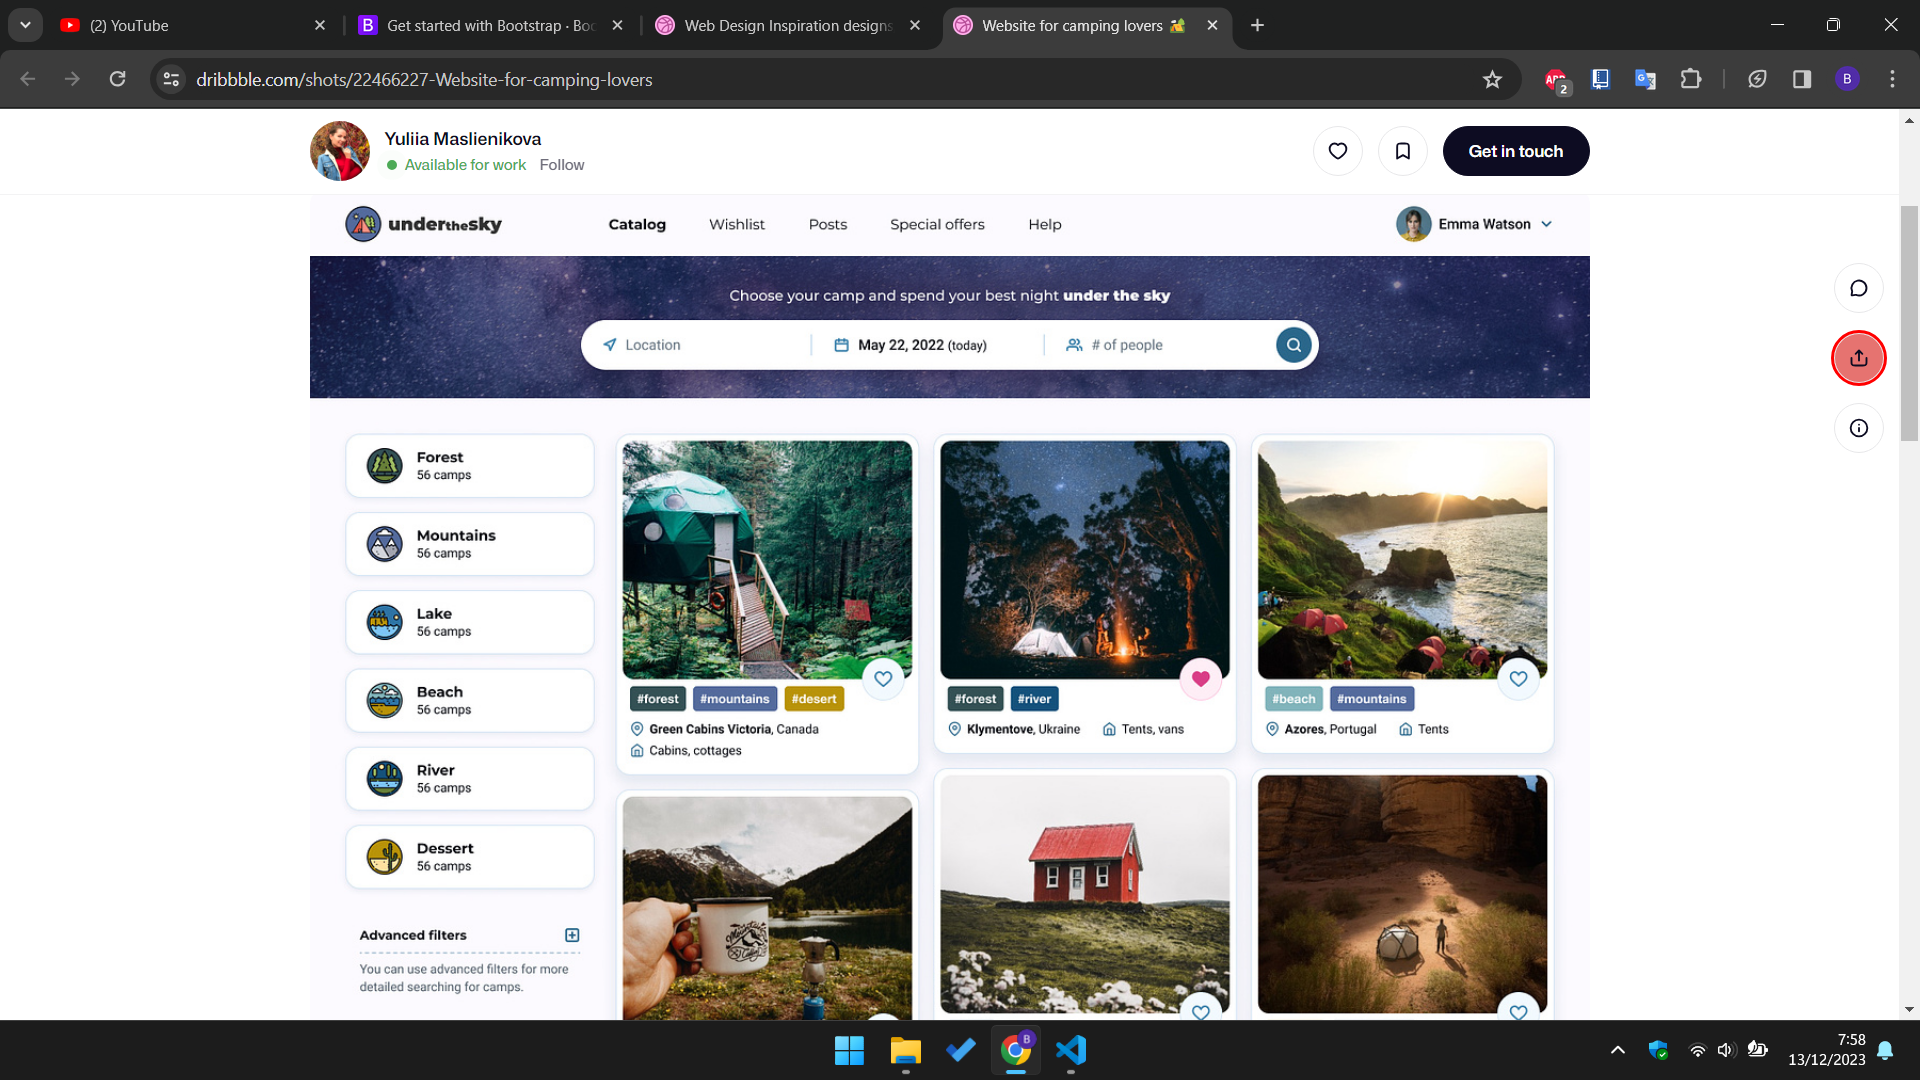 (2) YouTube
Get started with Bootstrap · Boo
Web Design Inspiration designs
Website for camping lovers
dribbble.com/shots/22466227-Website-for-camping-lovers
ABP
2
B
Yuliia Maslienikova
Available for work
Follow
Get in touch
underthesky
Catalog
Wishlist
Posts
Special offers
Help
Emma Watson
Choose your camp and spend your best night under the sky
Location
May 22, 2022 (today)
# of people
Forest
56 camps
Mountains
56 camps
Lake
56 camps
Beach
56 camps
River
56 camps
Dessert
56 camps
Advanced filters
You can use advanced filters for more
detailed searching for camps.
#forest
#mountains
#desert
Green Cabins Victoria, Canada
Cabins, cottages
#forest
#river
Klymentove, Ukraine
Tents, vans
#beach
#mountains
Azores, Portugal
Tents
7:58
13/12/2023